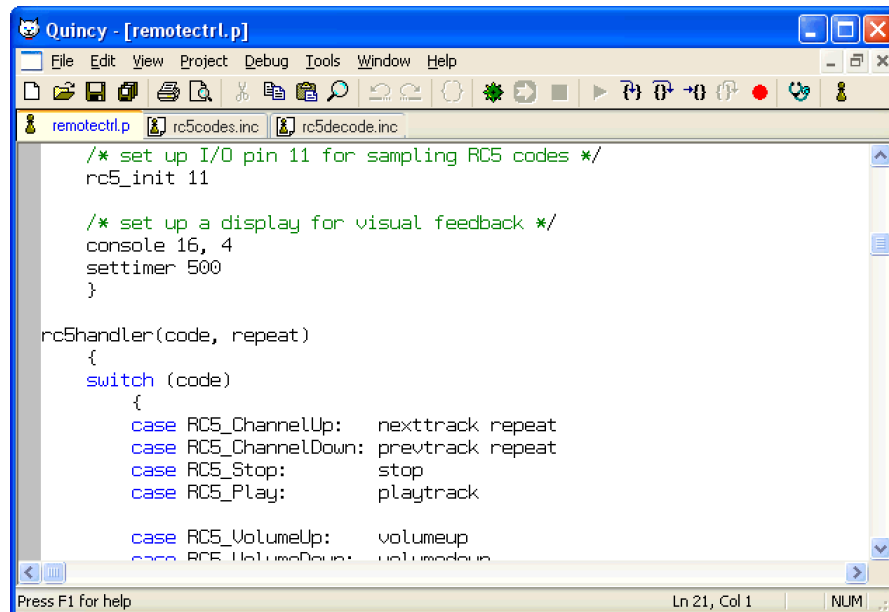 Quincy - [remotectrl.p]
File Edit View Project Debug Tools Window Help
remotectrl.p rc5codes.inc rc5decode.inc
/* set up I/O pin 11 for sampling RC5 codes */
rc5_init 11
/* set up a display for visual feedback */
console 16, 4
settimer 500
}
rc5handler(code, repeat)
{
switch (code)
{
case RC5_ChannelUp: nexttrack repeat
case RC5_ChannelDown: prevtrack repeat
case RC5_Stop: stop
case RC5_Play: playtrack
case RC5_VolumeUp: volumeup
case RC5_VolumeDown: volumedown
Press F1 for help Ln 21, Col 1 NUM